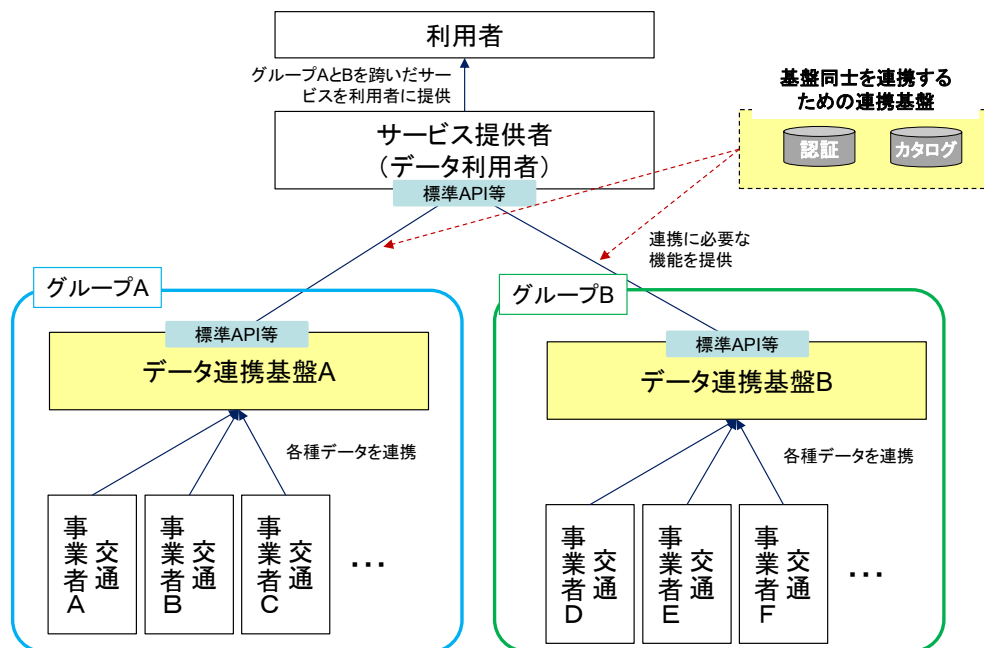 利用者
グループAとBを跨いだサー
ビスを利用者に提供
基盤同士を連携する
ための連携基盤
認証
カタログ
サービス提供者
（データ利用者）
標準API等
連携に必要な
機能を提供
グループA
標準API等
データ連携基盤A
各種データを連携
交通
事業者A
交通
事業者B
交通
事業者C
…
グループB
標準API等
データ連携基盤B
各種データを連携
交通
事業者D
交通
事業者E
交通
事業者F
…